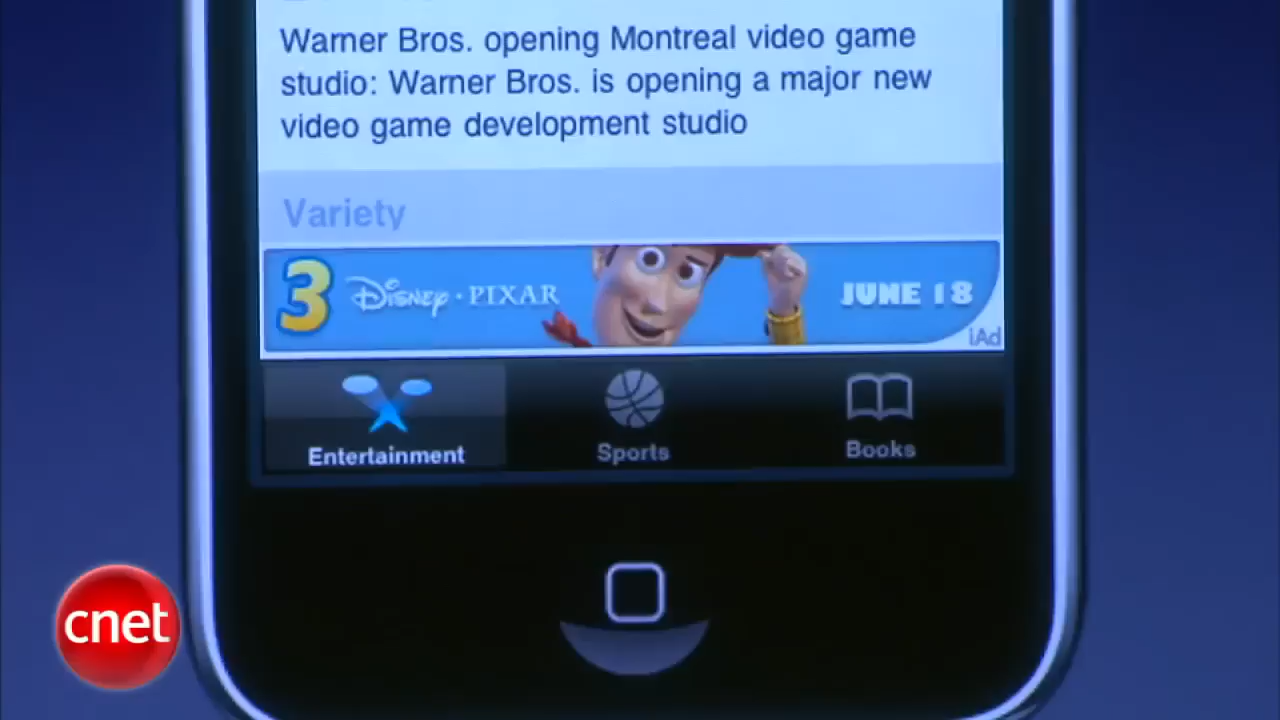 Warner Bros. opening Montreal video game
studio: Warner Bros. is opening a major new
video game development studio
Variety
3 Disney · PIXAR JUNE 18
iAd
Entertainment Sports Books
cnet